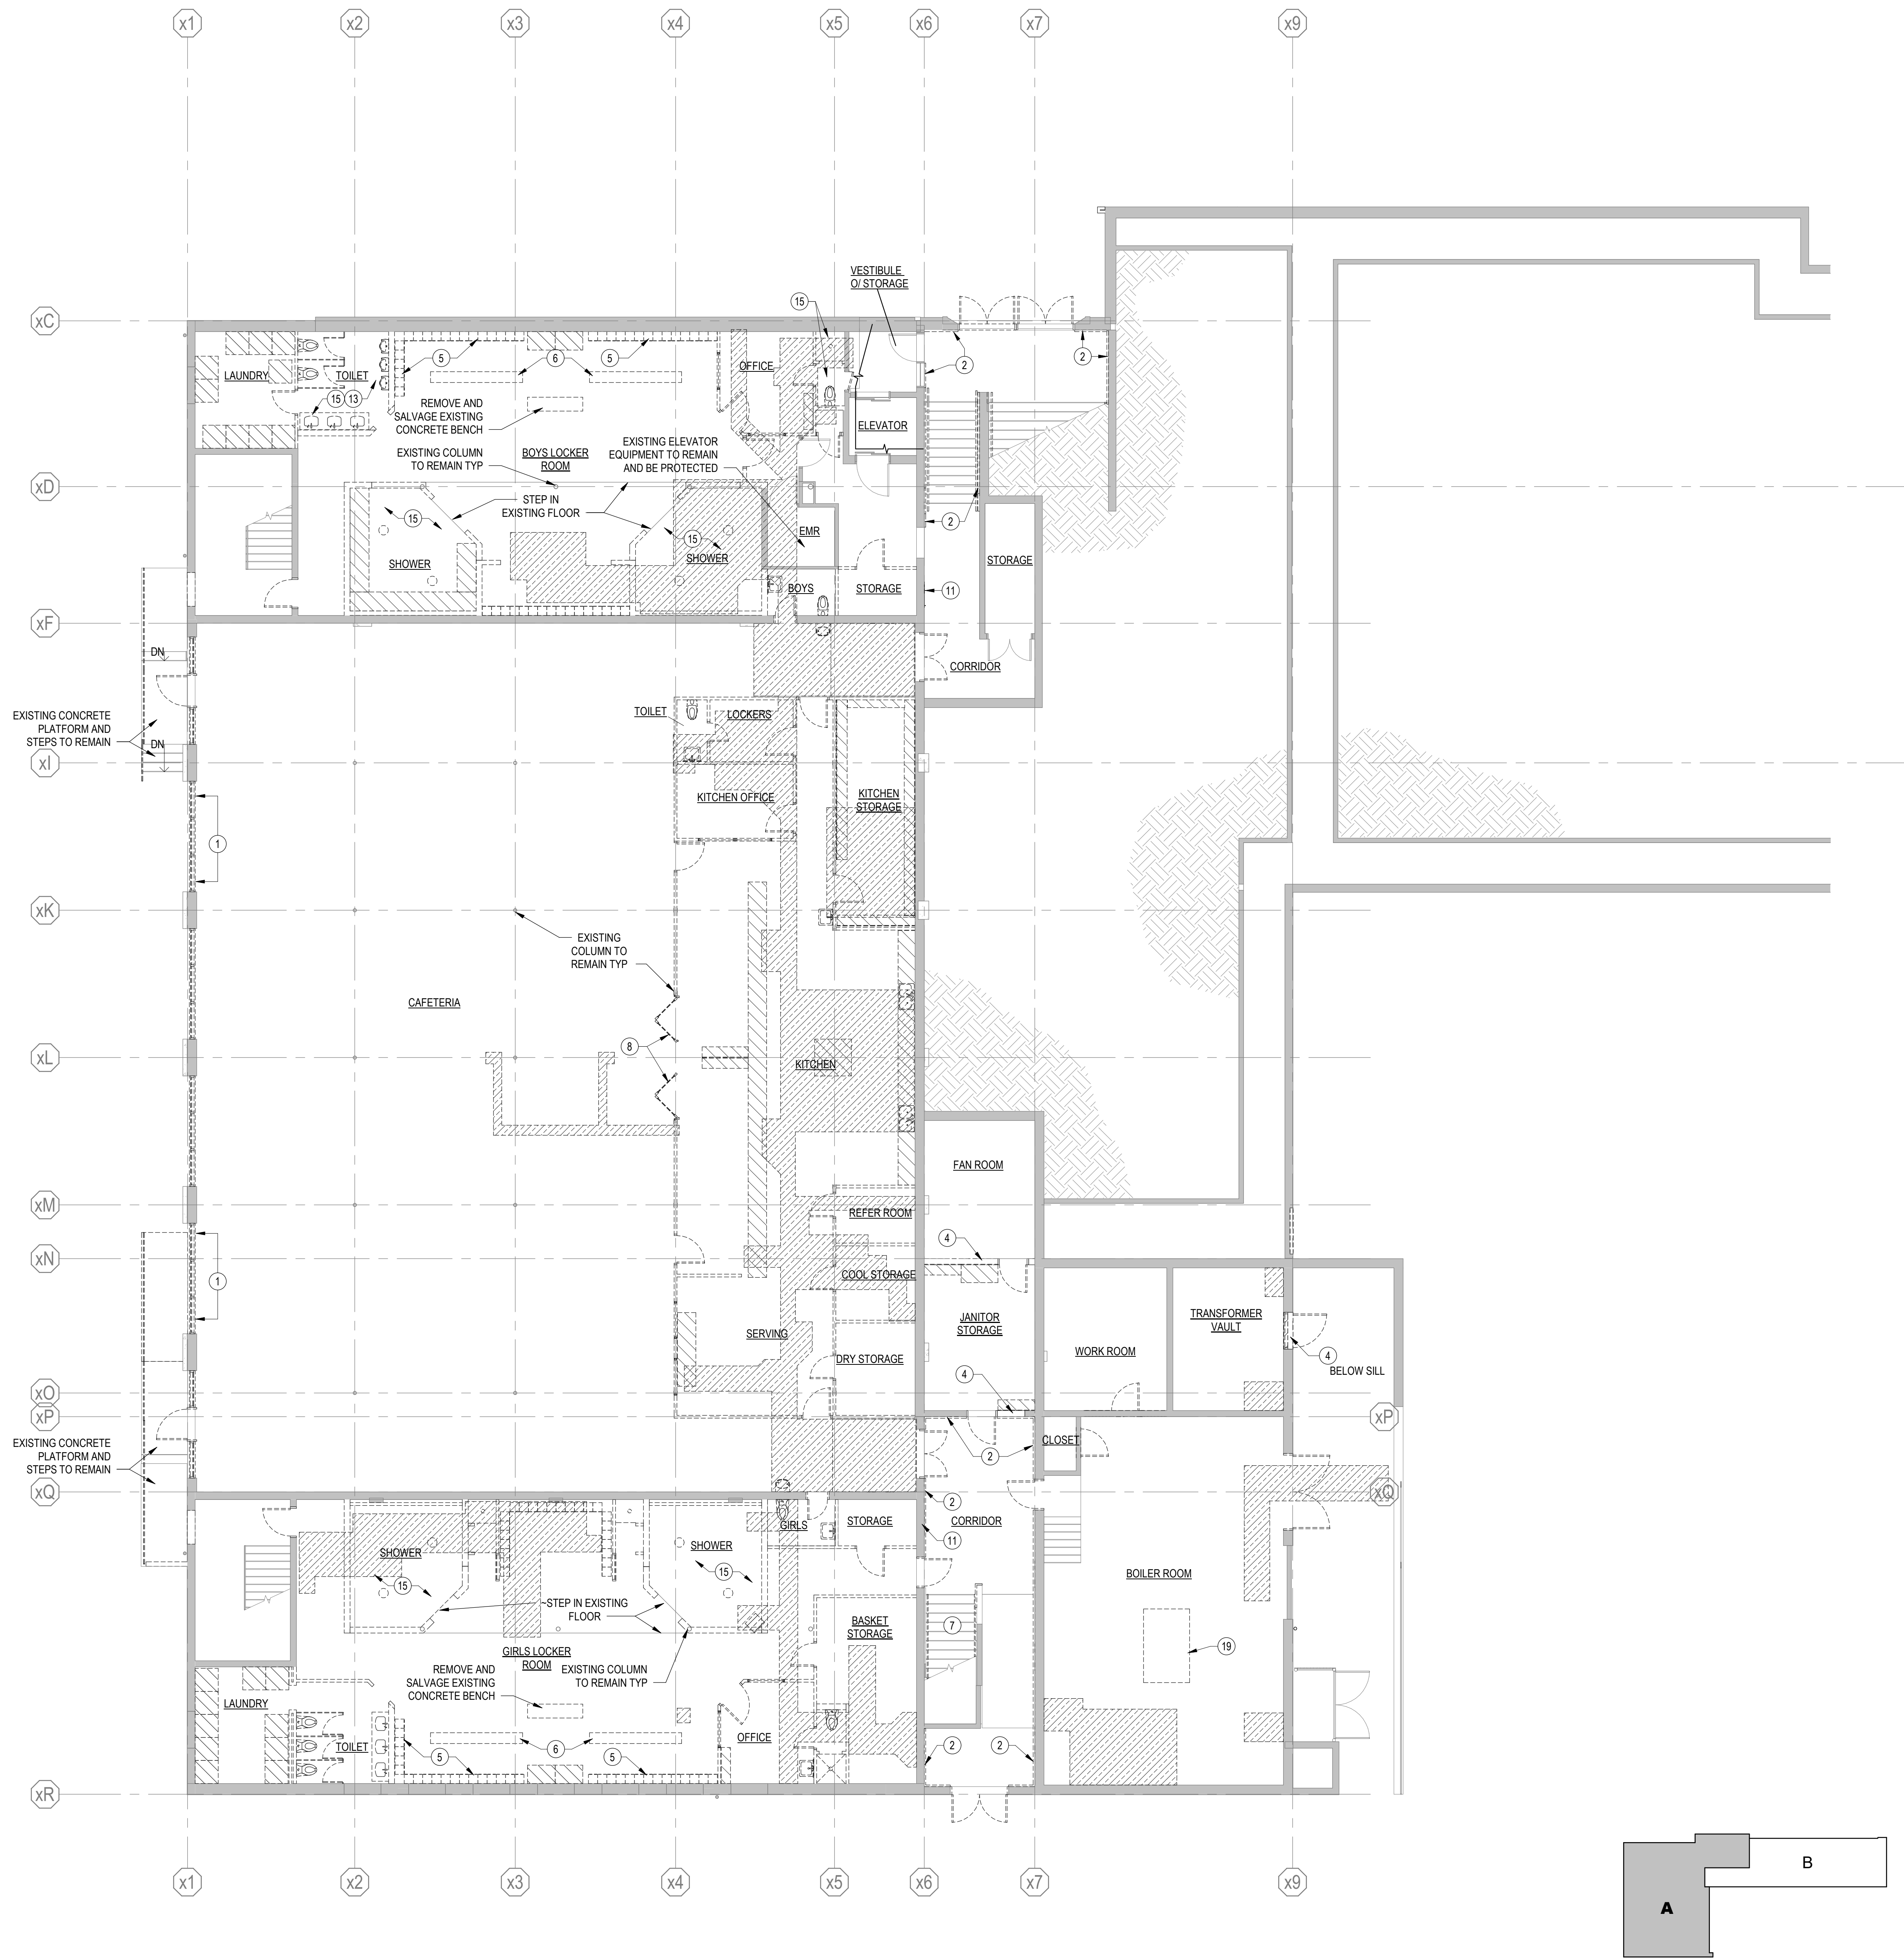 x1
x2
x3
x4
x5
x6
x7
x9
VESTIBULE
O/ STORAGE
15
xC
2
2
5
6
5
OFFICE
LAUNDRY
TOILET
2
15
13
REMOVE AND
SALVAGE EXISTING
CONCRETE BENCH
ELEVATOR
EXISTING ELEVATOR
EQUIPMENT TO REMAIN
AND BE PROTECTED
EXISTING COLUMN
TO REMAIN TYP
BOYS LOCKER
ROOM
xD
STEP IN
EXISTING FLOOR
15
2
EMR
15
SHOWER
SHOWER
STORAGE
BOYS
STORAGE
11
xF
DN
CORRIDOR
EXISTING CONCRETE
PLATFORM AND
STEPS TO REMAIN
TOILET
LOCKERS
DN
xI
KITCHEN OFFICE
KITCHEN
STORAGE
1
xK
EXISTING
COLUMN TO
REMAIN TYP
CAFETERIA
8
xL
KITCHEN
FAN ROOM
xM
REFER ROOM
4
xN
COOL STORAGE
1
JANITOR
STORAGE
TRANSFORMER
VAULT
SERVING
WORK ROOM
DRY STORAGE
4
BELOW SILL
4
xO
xP
xP
EXISTING CONCRETE
PLATFORM AND
STEPS TO REMAIN
CLOSET
2
xQ
xQ
2
GIRLS
STORAGE
CORRIDOR
11
SHOWER
SHOWER
15
15
BOILER ROOM
STEP IN EXISTING
FLOOR
BASKET
STORAGE
7
19
GIRLS LOCKER
ROOM
REMOVE AND
SALVAGE EXISTING
CONCRETE BENCH
EXISTING COLUMN
TO REMAIN TYP
LAUNDRY
TOILET
OFFICE
5
6
5
2
2
xR
x1
x2
x3
x4
x5
x6
x7
x9
B
A